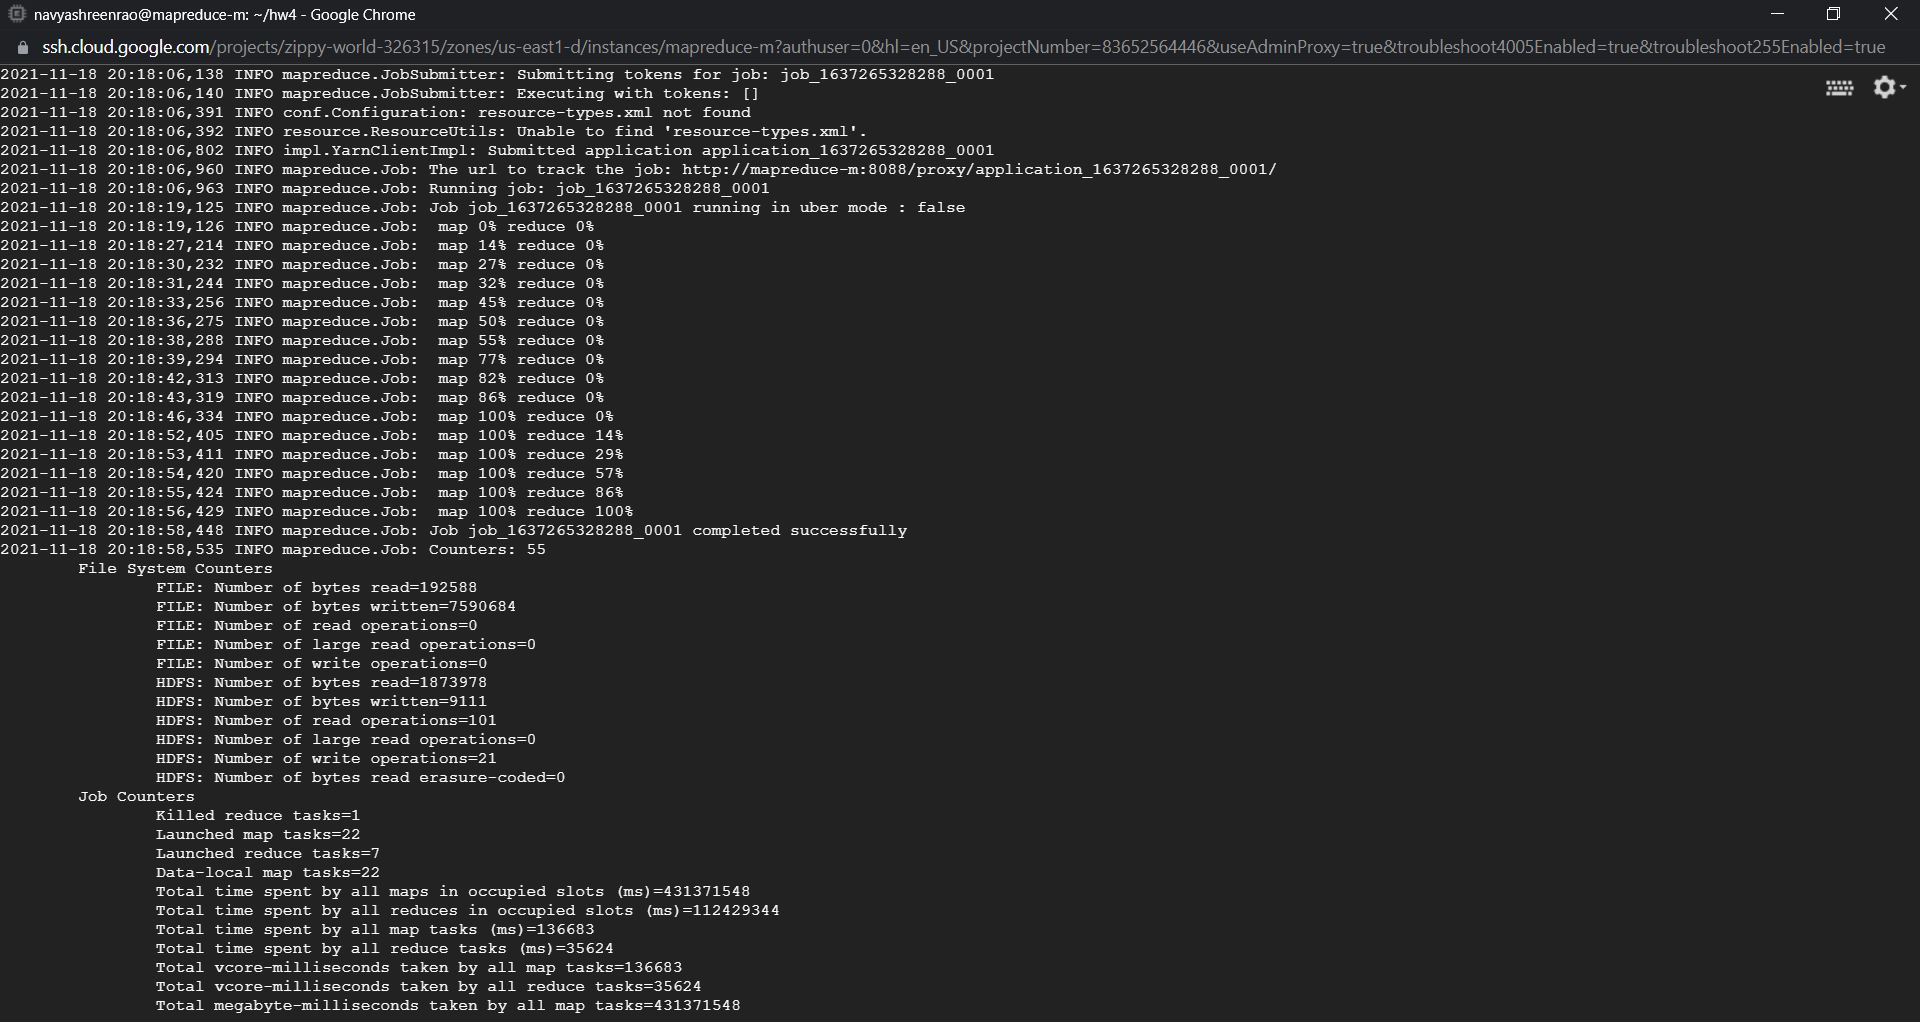 navyashreenrao@mapreduce-m: ~/hw4 - Google Chrome
ssh.cloud.google.com/projects/zippy-world-326315/zones/us-east1-d/instances/mapreduce-m?authuser=0&hl=en_US&projectNumber=83652564446&useAdminProxy=true&troubleshoot4005Enabled=true&troubleshoot255Enabled=true
2021-11-18 20:18:06,138 INFO mapreduce.JobSubmitter: Submitting tokens for job: job_1637265328288_0001
2021-11-18 20:18:06,140 INFO mapreduce.JobSubmitter: Executing with tokens: []
2021-11-18 20:18:06,391 INFO conf.Configuration: resource-types.xml not found
2021-11-18 20:18:06,392 INFO resource.ResourceUtils: Unable to find 'resource-types.xml'.
2021-11-18 20:18:06,802 INFO impl.YarnClientImpl: Submitted application application_1637265328288_0001
2021-11-18 20:18:06,960 INFO mapreduce.Job: The url to track the job: http://mapreduce-m:8088/proxy/application_1637265328288_0001/
2021-11-18 20:18:06,963 INFO mapreduce.Job: Running job: job_1637265328288_0001
2021-11-18 20:18:19,125 INFO mapreduce.Job: Job job_1637265328288_0001 running in uber mode : false
2021-11-18 20:18:19,126 INFO mapreduce.Job:  map 0% reduce 0%
2021-11-18 20:18:27,214 INFO mapreduce.Job:  map 14% reduce 0%
2021-11-18 20:18:30,232 INFO mapreduce.Job:  map 27% reduce 0%
2021-11-18 20:18:31,244 INFO mapreduce.Job:  map 32% reduce 0%
2021-11-18 20:18:33,256 INFO mapreduce.Job:  map 45% reduce 0%
2021-11-18 20:18:36,275 INFO mapreduce.Job:  map 50% reduce 0%
2021-11-18 20:18:38,288 INFO mapreduce.Job:  map 55% reduce 0%
2021-11-18 20:18:39,294 INFO mapreduce.Job:  map 77% reduce 0%
2021-11-18 20:18:42,313 INFO mapreduce.Job:  map 82% reduce 0%
2021-11-18 20:18:43,319 INFO mapreduce.Job:  map 86% reduce 0%
2021-11-18 20:18:46,334 INFO mapreduce.Job:  map 100% reduce 0%
2021-11-18 20:18:52,405 INFO mapreduce.Job:  map 100% reduce 14%
2021-11-18 20:18:53,411 INFO mapreduce.Job:  map 100% reduce 29%
2021-11-18 20:18:54,420 INFO mapreduce.Job:  map 100% reduce 57%
2021-11-18 20:18:55,424 INFO mapreduce.Job:  map 100% reduce 86%
2021-11-18 20:18:56,429 INFO mapreduce.Job:  map 100% reduce 100%
2021-11-18 20:18:58,448 INFO mapreduce.Job: Job job_1637265328288_0001 completed successfully
2021-11-18 20:18:58,535 INFO mapreduce.Job: Counters: 55
File System Counters
FILE: Number of bytes read=192588
FILE: Number of bytes written=7590684
FILE: Number of read operations=0
FILE: Number of large read operations=0
FILE: Number of write operations=0
HDFS: Number of bytes read=1873978
HDFS: Number of bytes written=9111
HDFS: Number of read operations=101
HDFS: Number of large read operations=0
HDFS: Number of write operations=21
HDFS: Number of bytes read erasure-coded=0
Job Counters
Killed reduce tasks=1
Launched map tasks=22
Launched reduce tasks=7
Data-local map tasks=22
Total time spent by all maps in occupied slots (ms)=431371548
Total time spent by all reduces in occupied slots (ms)=112429344
Total time spent by all map tasks (ms)=136683
Total time spent by all reduce tasks (ms)=35624
Total vcore-milliseconds taken by all map tasks=136683
Total vcore-milliseconds taken by all reduce tasks=35624
Total megabyte-milliseconds taken by all map tasks=431371548